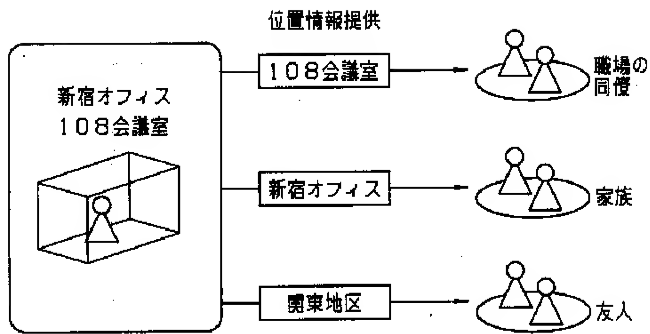 位置情報提供
新宿オフィス
108会議室
108会議室
職場の
同僚
新宿オフィス
家族
関東地区
友人